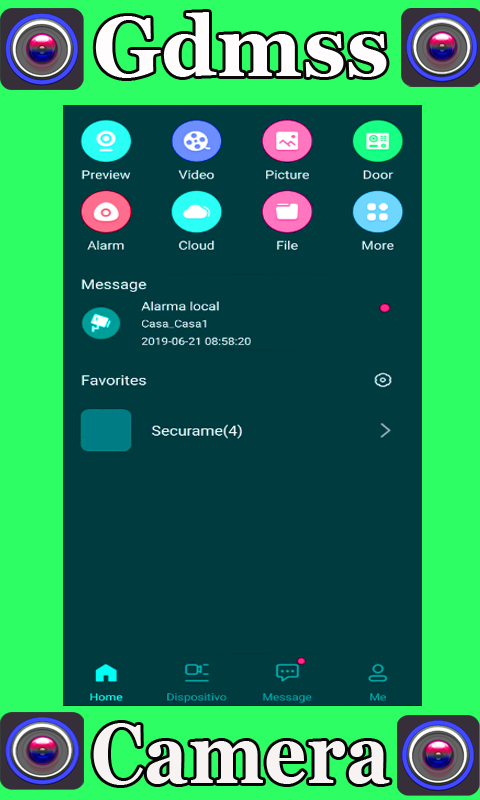 Gdmss
Preview Video Picture Door
Alarm Cloud File More
Message
Alarma local
Casa_Casa1
2019-06-21 08:58:20
Favorites
Securame(4)
Home Dispositivo Message Me
Camera